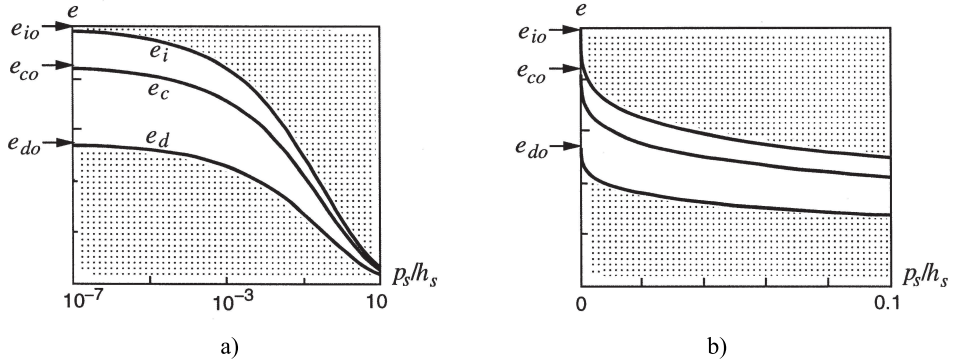 e
e_io
e_i
e_co
e_c
e_do
e_d
p_s/h_s
10^-7
10^-3
10
a)
e
e_io
e_co
e_do
p_s/h_s
0
0.1
b)